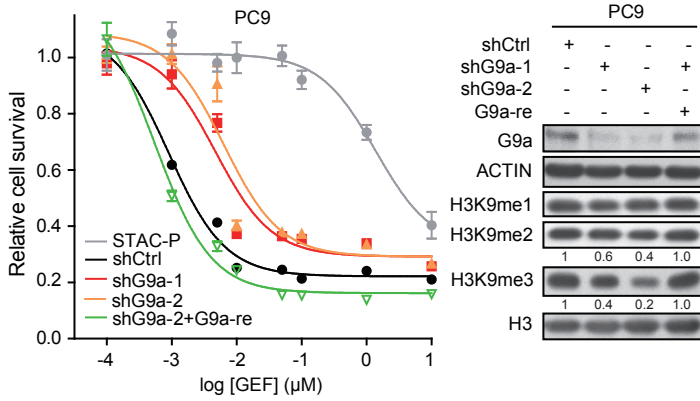 PC9
Relative cell survival
1.0
0.8
0.6
0.4
0.2
0.0
STAC-P
shCtrl
shG9a-1
shG9a-2
shG9a-2+G9a-re
-4 -3 -2 -1 0 1
log [GEF] (µM)
PC9
shCtrl + - - -
shG9a-1 - + - +
shG9a-2 - - + -
G9a-re - - - +
G9a
ACTIN
H3K9me1
H3K9me2
1 0.6 0.4 1.0
H3K9me3
1 0.4 0.2 1.0
H3